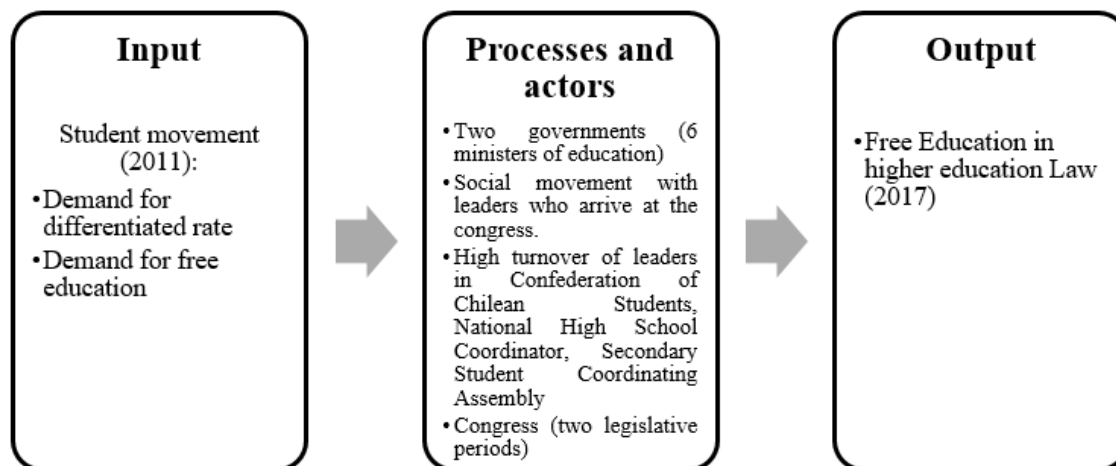 Input
Student movement
(2011):
•Demand for
differentiated rate
•Demand for free
education
Processes and
actors
•Two governments (6
ministers of education)
•Social movement with
leaders who arrive at the
congress.
•High turnover of leaders
in Confederation of
Chilean Students,
National High School
Coordinator, Secondary
Student Coordinating
Assembly
•Congress (two legislative
periods)
Output
•Free Education in
higher education Law
(2017)